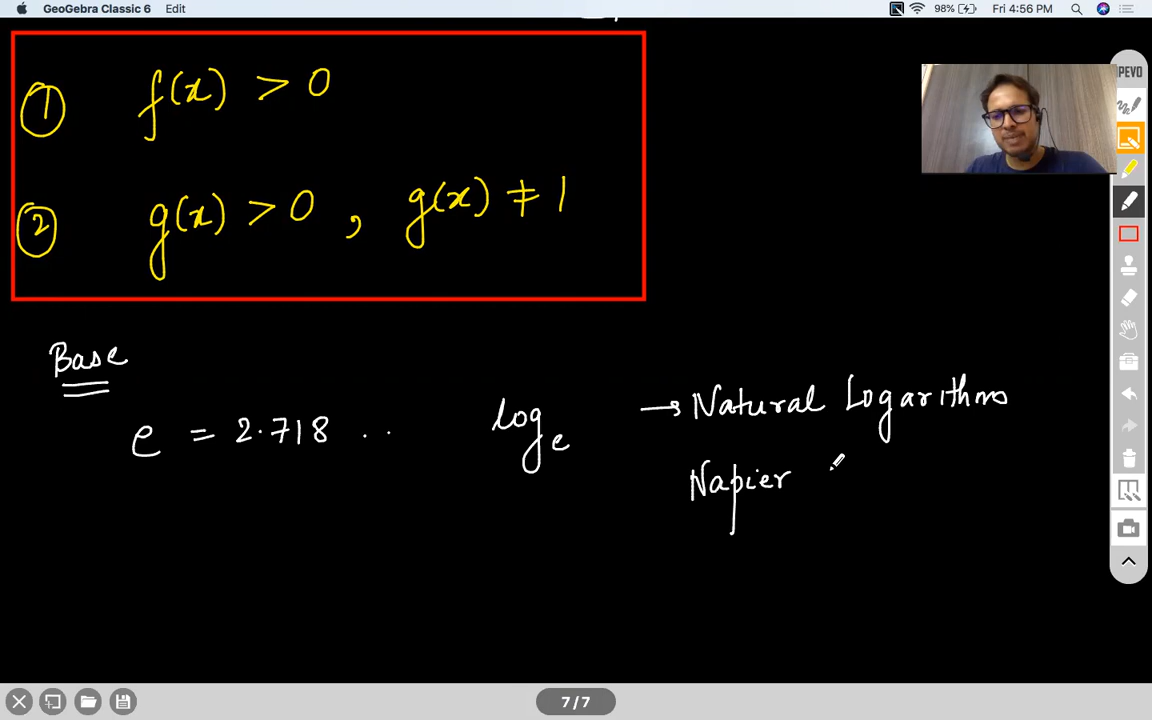 GeoGebra Classic 6 Edit 98% Fri 4:56 PM
① f(x) > 0
② g(x) > 0 , g(x) ≠ 1
Base
e = 2.718 .. log e → Natural Logarithms
Napier
7 / 7